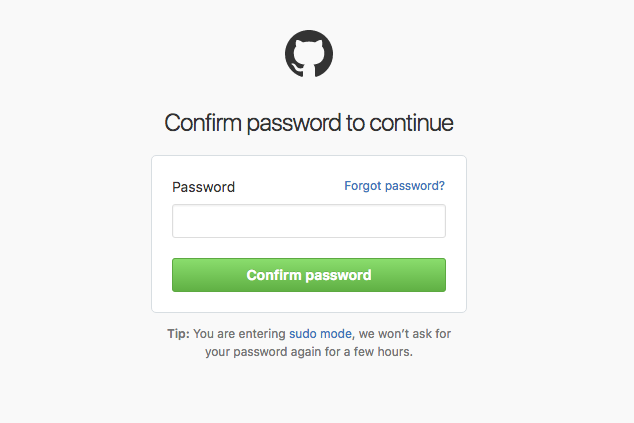 Confirm password to continue
Password
Forgot password?
Confirm password
Tip: You are entering sudo mode, we won’t ask for
your password again for a few hours.